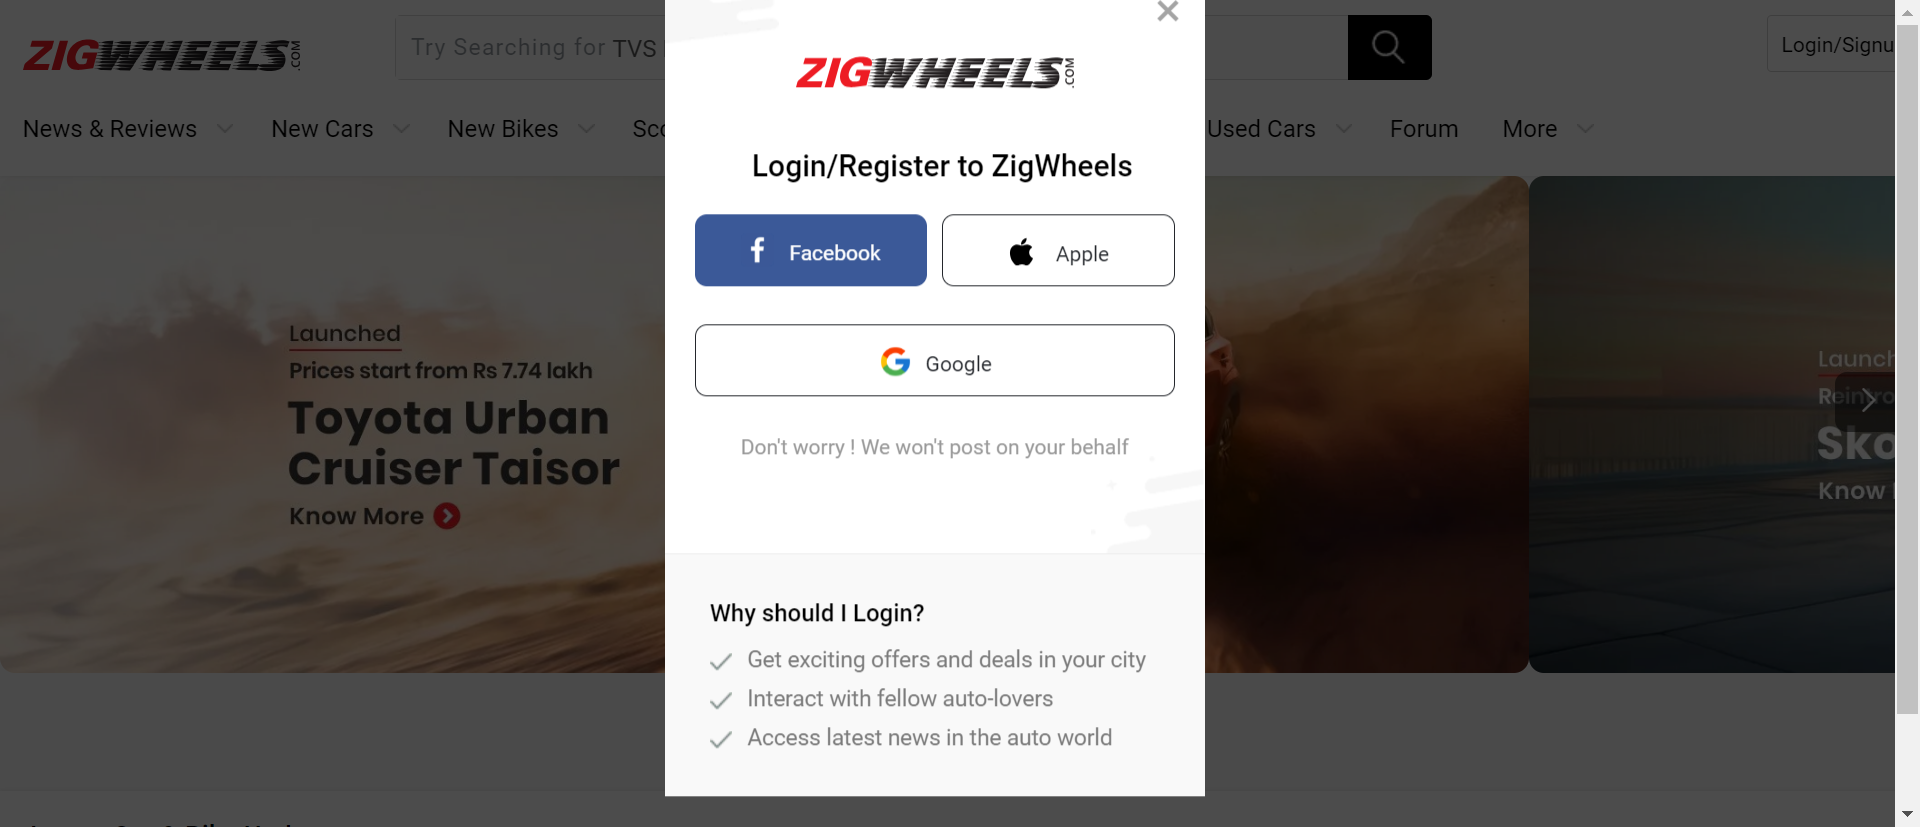 ZIGWHEELS.COM
Try Searching for TVS
Login/Signu
News & Reviews
New Cars
New Bikes
Sco
Used Cars
Forum
More
Launched
Prices start from Rs 7.74 lakh
Toyota Urban
Cruiser Taisor
Know More
ZIGWHEELS.COM
Login/Register to ZigWheels
Facebook
Apple
Google
Don't worry ! We won't post on your behalf
Why should I Login?
Get exciting offers and deals in your city
Interact with fellow auto-lovers
Access latest news in the auto world
Launch
Reintro
Sko
Know